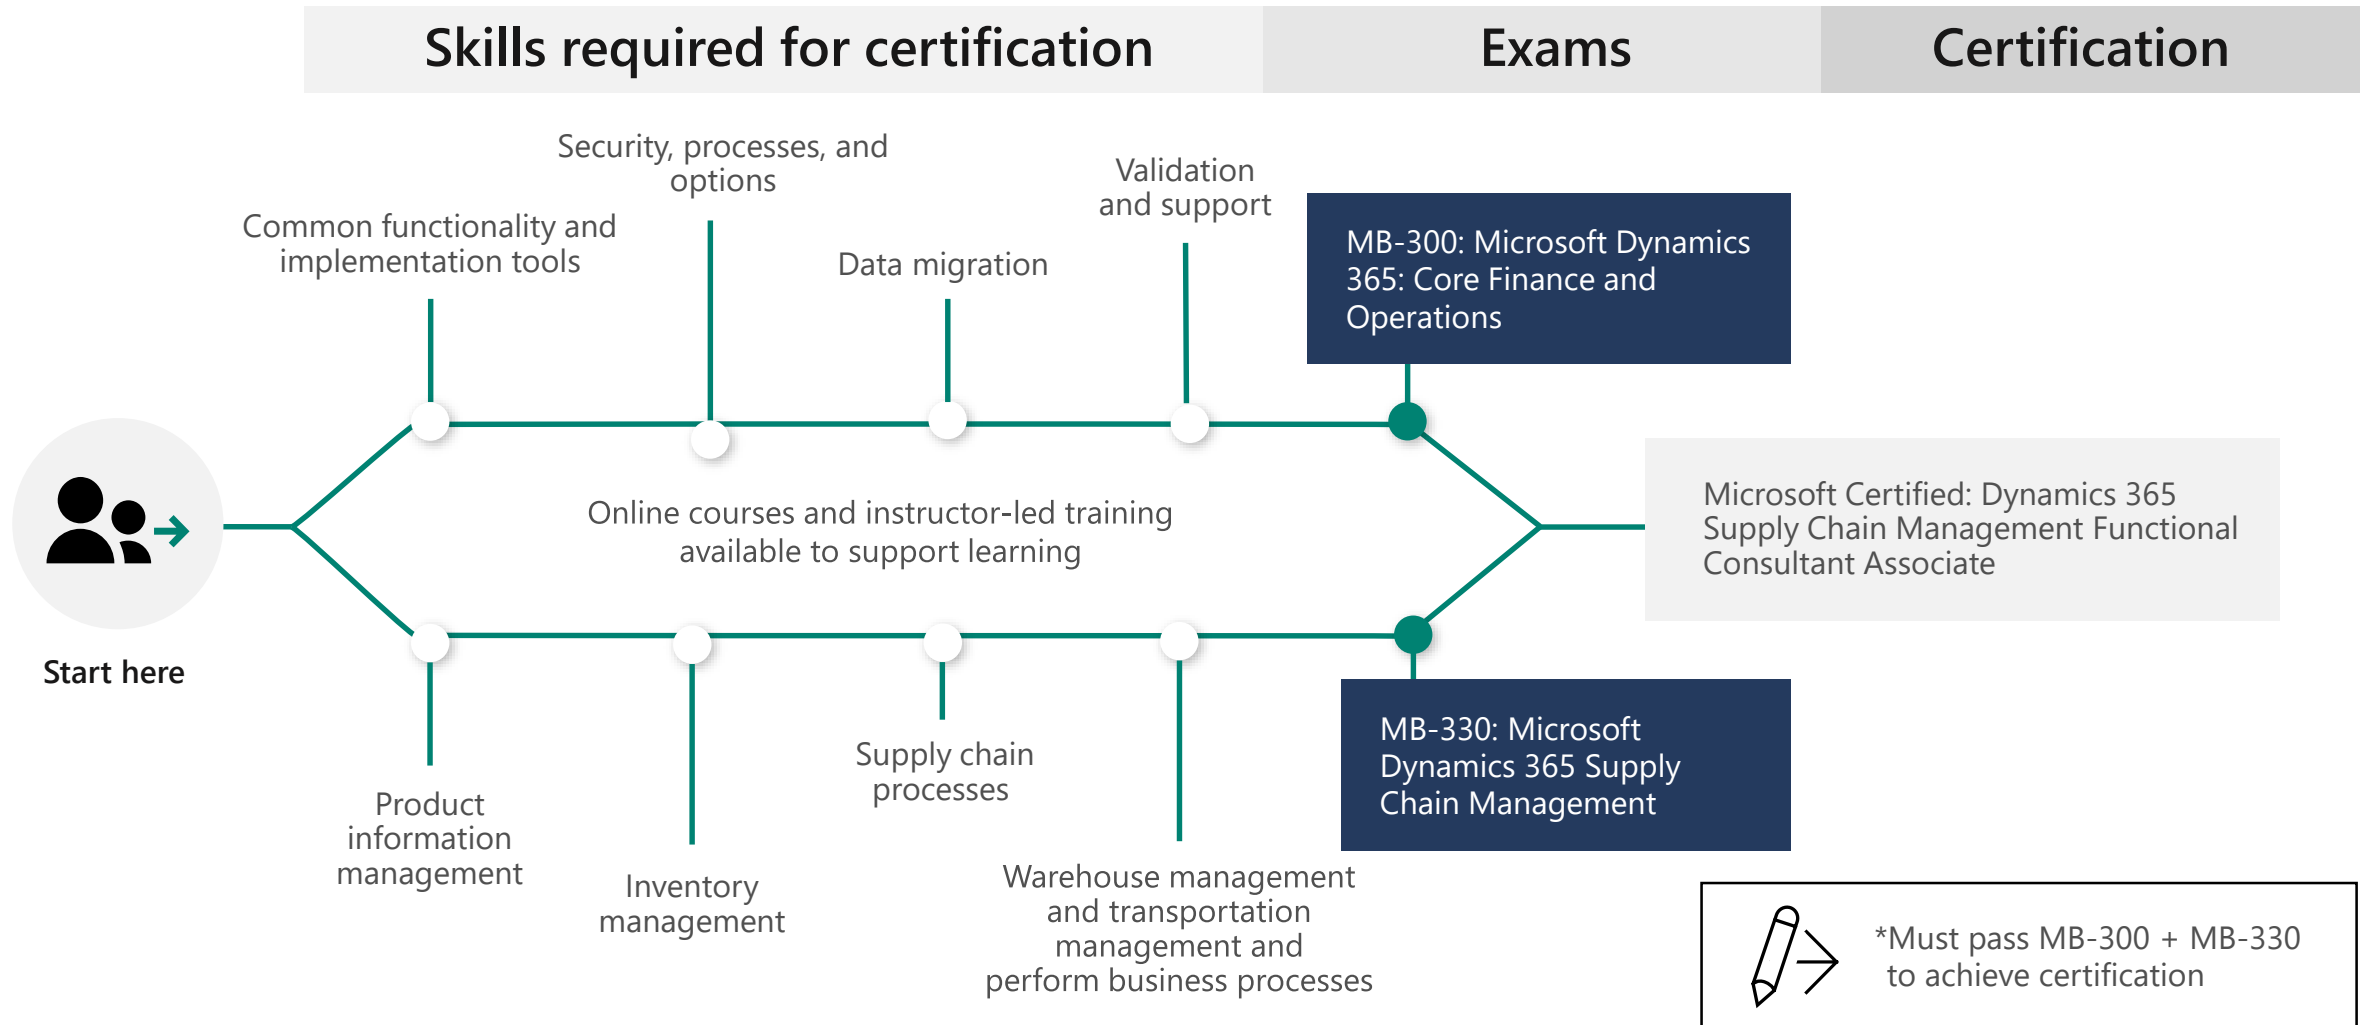 Skills required for certification
Exams
Certification
Security, processes, and
options
Validation
and support
Common functionality and
implementation tools
Data migration
MB-300: Microsoft Dynamics
365: Core Finance and
Operations
Online courses and instructor-led training
available to support learning
Microsoft Certified: Dynamics 365
Supply Chain Management Functional
Consultant Associate
Start here
Product
information
management
Inventory
management
Supply chain
processes
Warehouse management
and transportation
management and
perform business processes
MB-330: Microsoft
Dynamics 365 Supply
Chain Management
*Must pass MB-300 + MB-330
to achieve certification